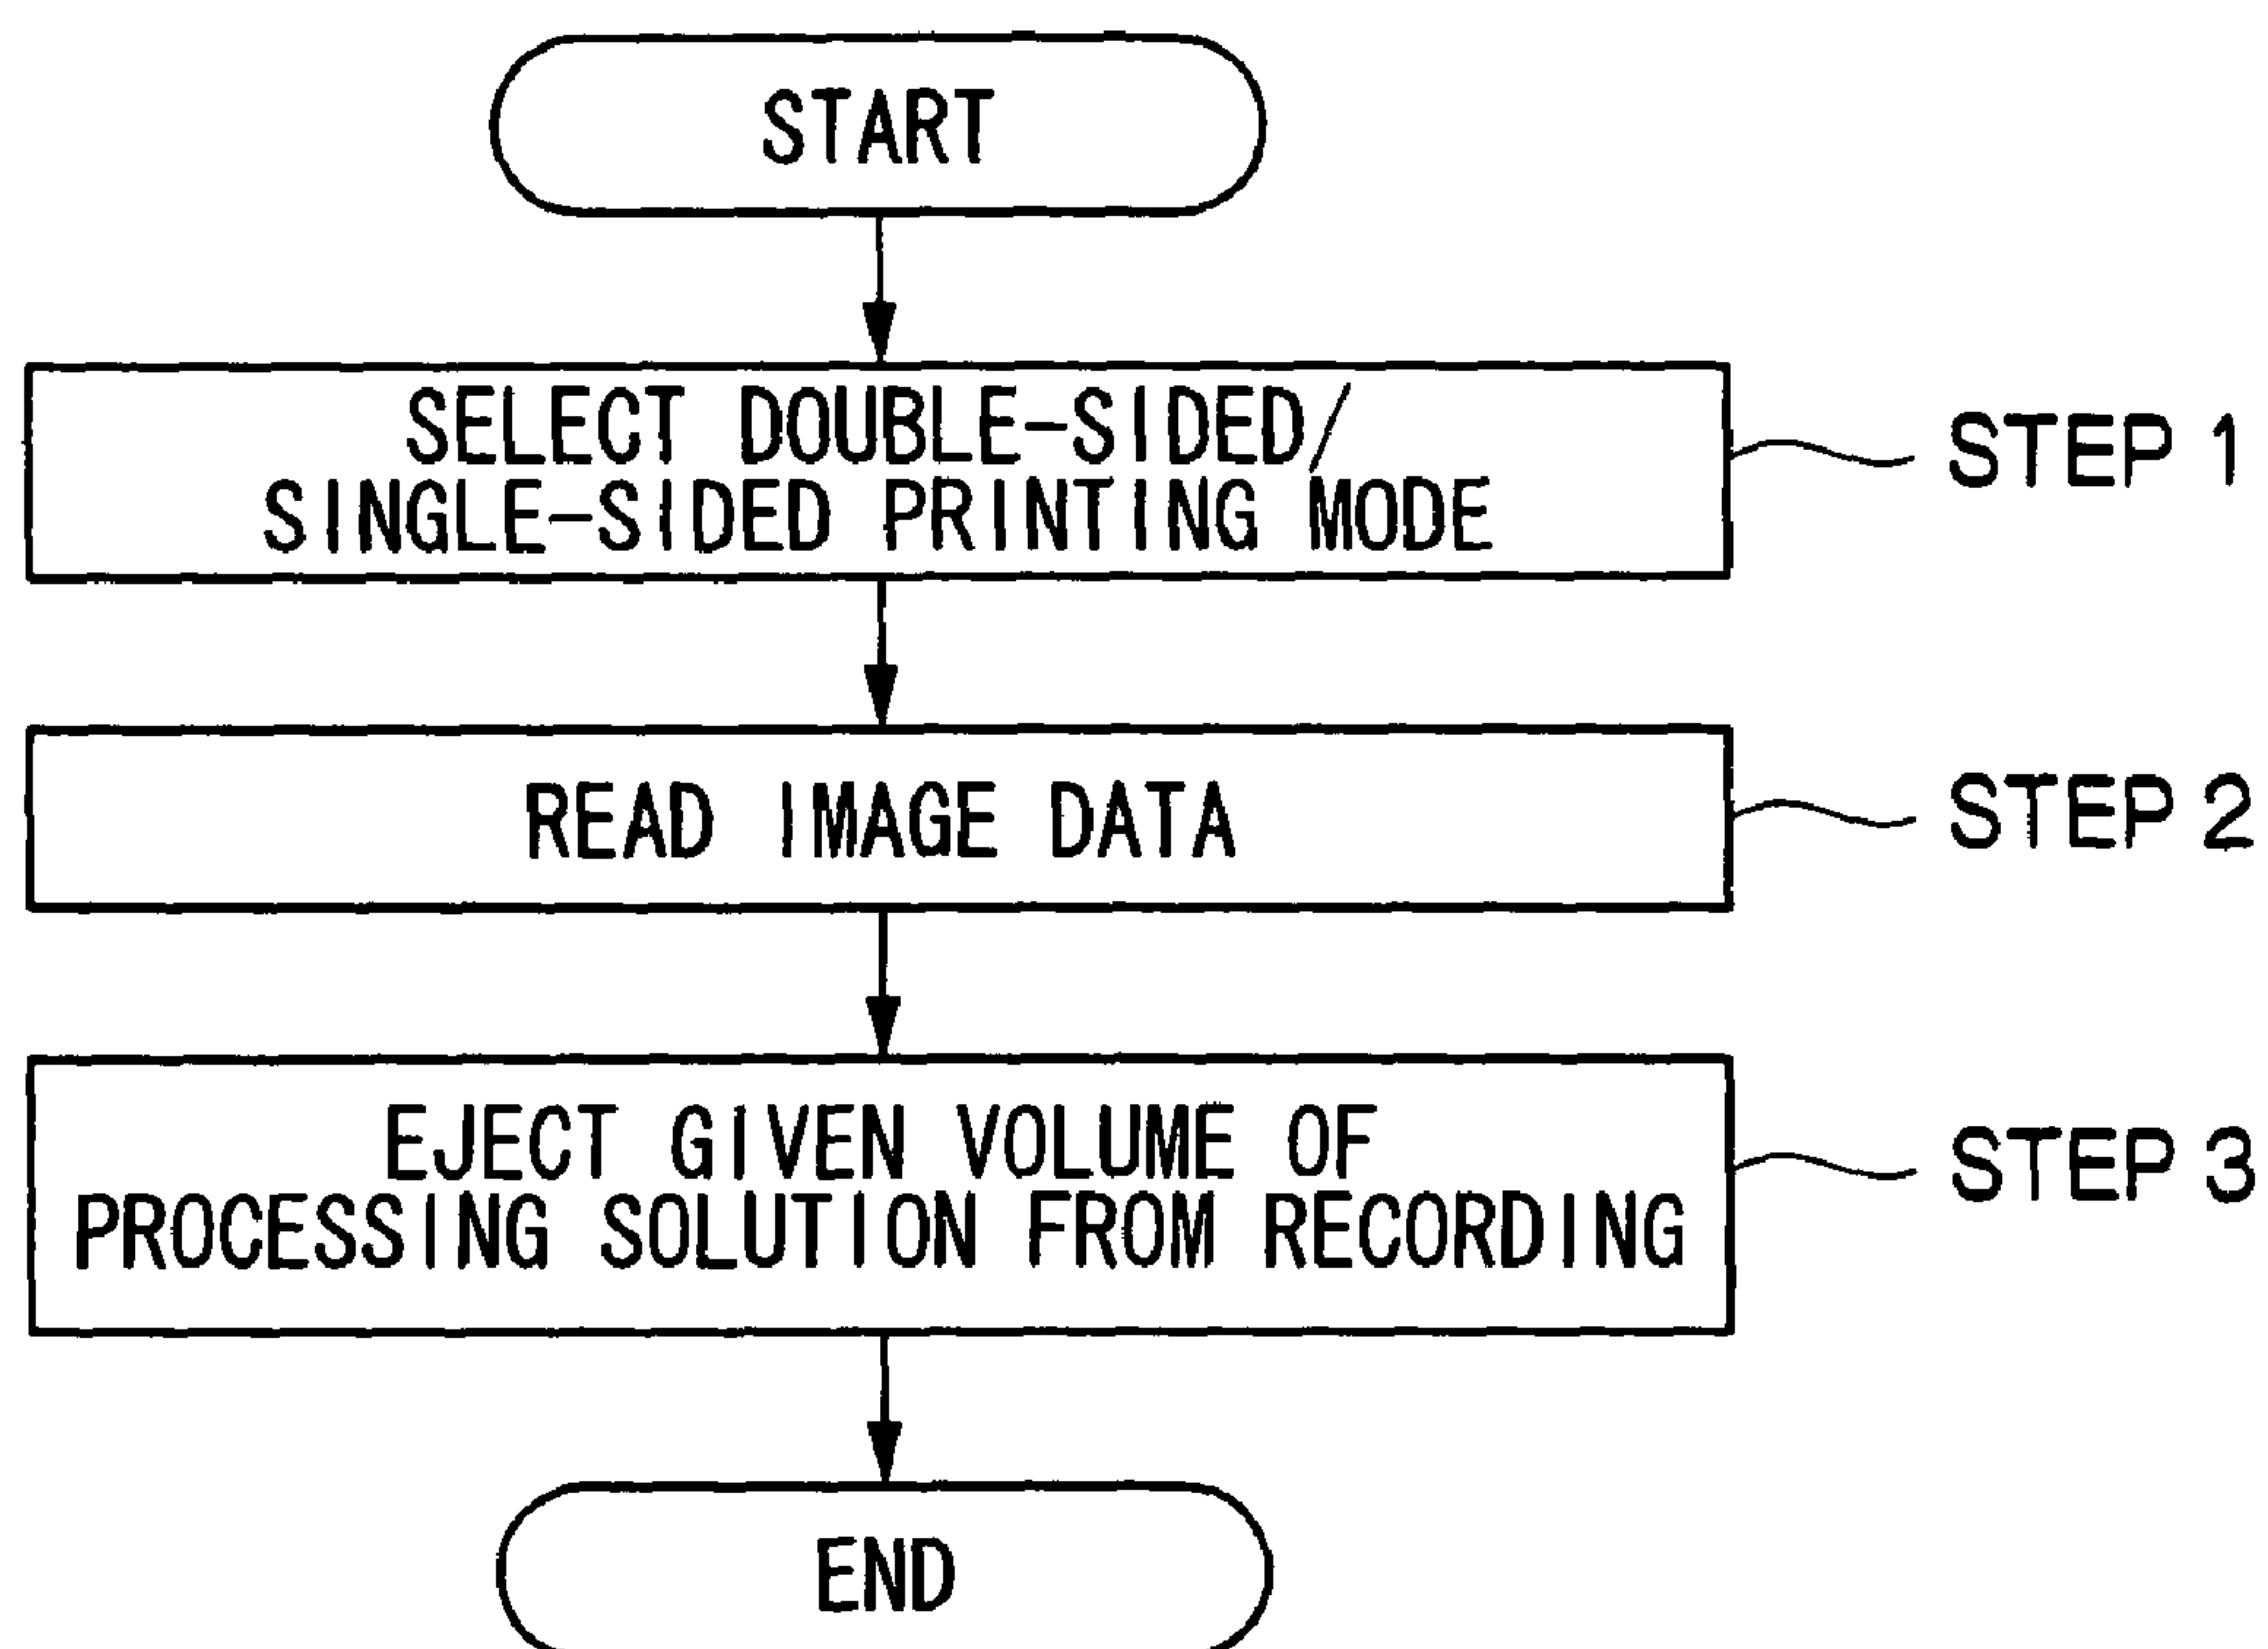 START
SELECT DOUBLE-SIDED/
SINGLE-SIDED PRINTING MODE
STEP 1
READ IMAGE DATA
STEP 2
EJECT GIVEN VOLUME OF
PROCESSING SOLUTION FROM RECORDING
STEP 3
END